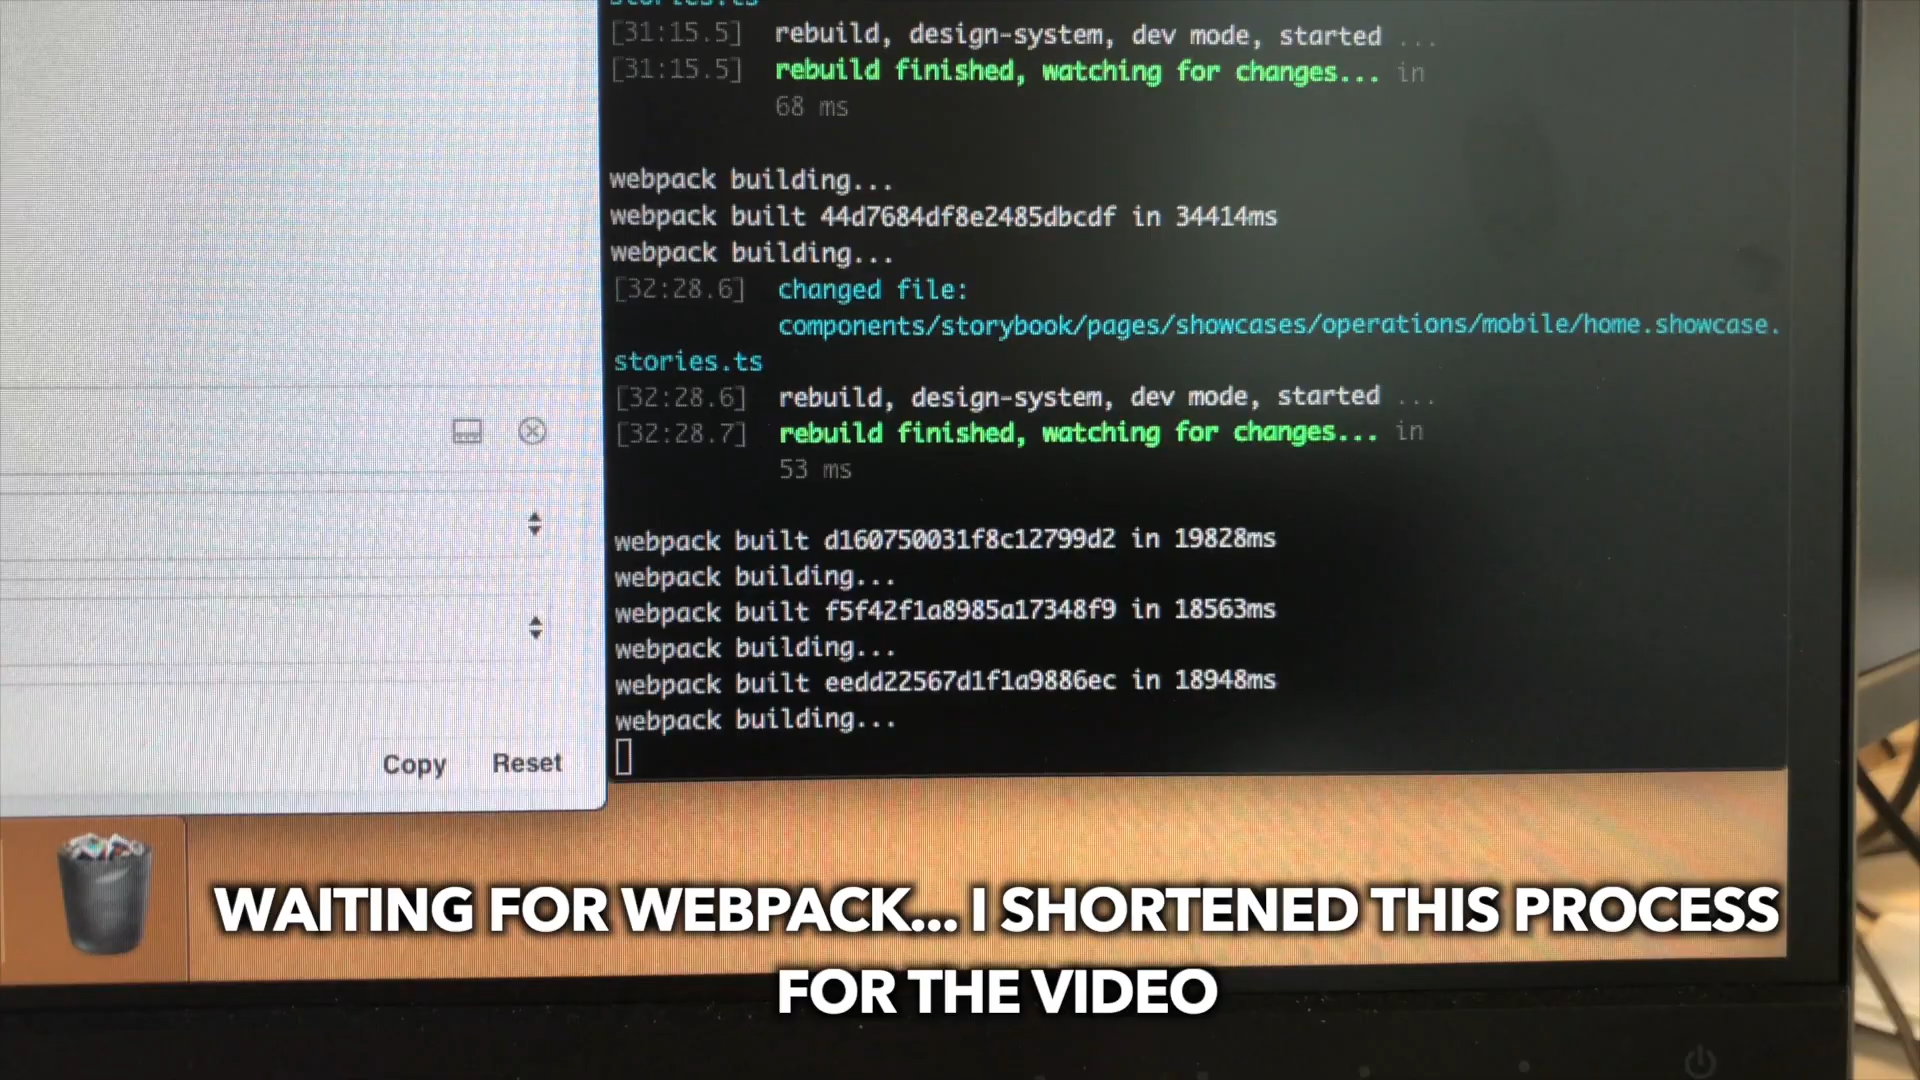 stories.ts
[31:15.5] rebuild, design-system, dev mode, started ...
[31:15.5] rebuild finished, watching for changes... in
68 ms
webpack building...
webpack built 44d7684df8e2485dbcdf in 34414ms
webpack building...
[32:28.6] changed file:
components/storybook/pages/showcases/operations/mobile/home.showcase.
stories.ts
[32:28.6] rebuild, design-system, dev mode, started ...
[32:28.7] rebuild finished, watching for changes... in
53 ms
webpack built d160750031f8c12799d2 in 19828ms
webpack building...
webpack built f5f42f1a8985a17348f9 in 18563ms
webpack building...
webpack built eedd22567d1f1a9886ec in 18948ms
webpack building...
Copy Reset
WAITING FOR WEBPACK... I SHORTENED THIS PROCESS
FOR THE VIDEO